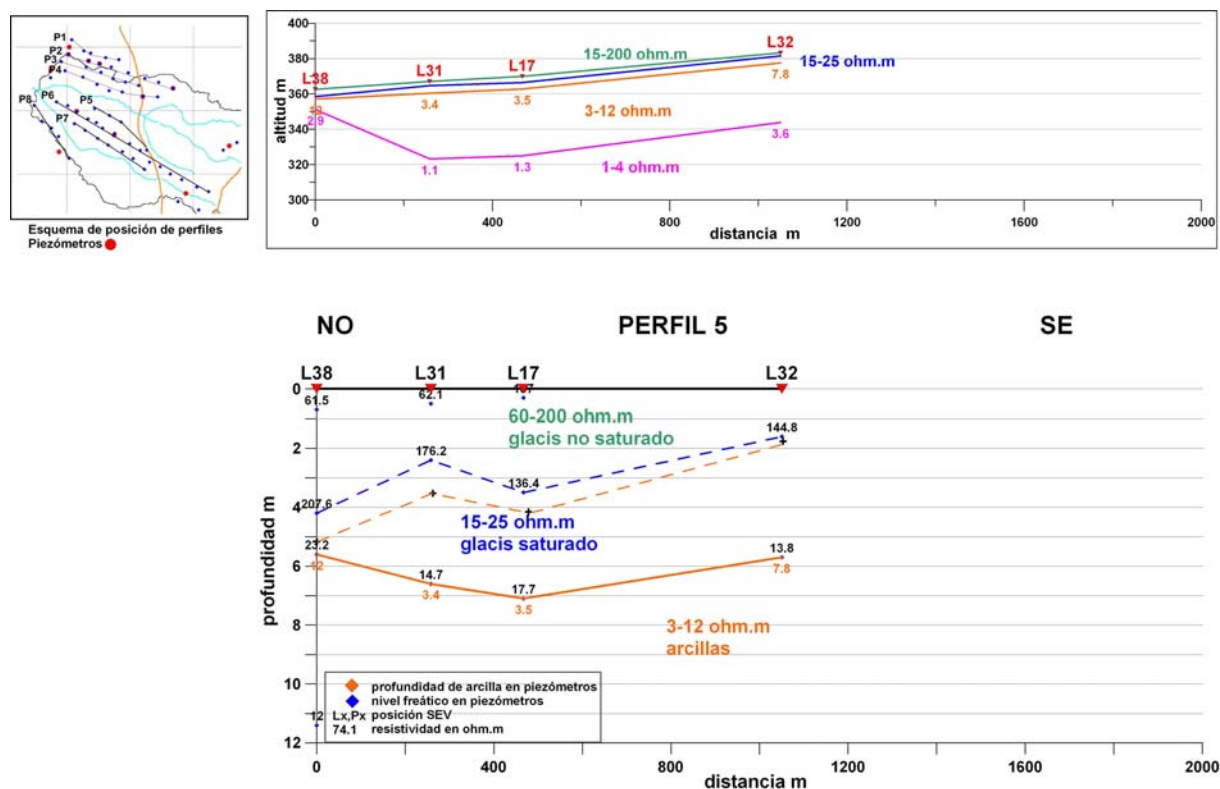 P1
P2
P3
P4
P6
P5
P8
P7
Esquema de posición de perfiles
Piezómetros
400
380
360
340
320
300
altitud m
L38
L31
L17
L32
15-200 ohm.m
15-25 ohm.m
3-12 ohm.m
1-4 ohm.m
3.4
3.5
7.8
2.9
1.1
1.3
3.6
0
400
800
1200
1600
2000
distancia m
NO
PERFIL 5
SE
L38
L31
L17
L32
0
2
4
6
8
10
12
profundidad m
61.5
62.1
60-200 ohm.m
glacis no saturado
144.8
176.2
136.4
207.6
15-25 ohm.m
glacis saturado
23.2
12
14.7
3.4
17.7
3.5
13.8
7.8
3-12 ohm.m
arcillas
profundidad de arcilla en piezómetros
nivel freático en piezómetros
Lx,Px posición SEV
74.1 resistividad en ohm.m
12
0
400
800
1200
1600
2000
distancia m